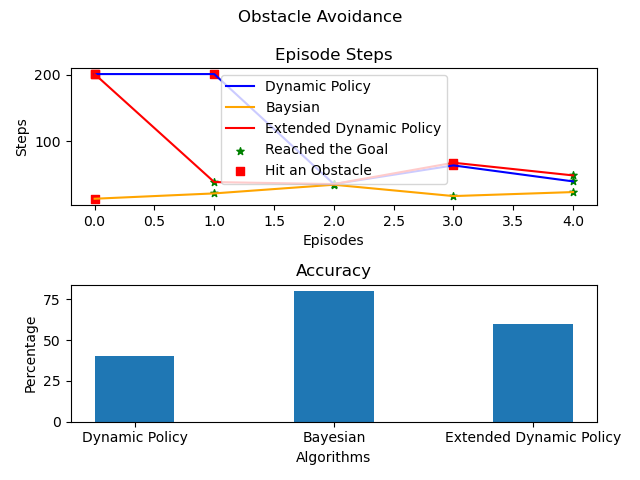 Obstacle Avoidance
Episode Steps
200
100
Steps
Dynamic Policy
Baysian
Extended Dynamic Policy
Reached the Goal
Hit an Obstacle
0.0 0.5 1.0 1.5 2.0 2.5 3.0 3.5 4.0
Episodes
Accuracy
75
50
25
0
Percentage
Dynamic Policy Bayesian Extended Dynamic Policy
Algorithms